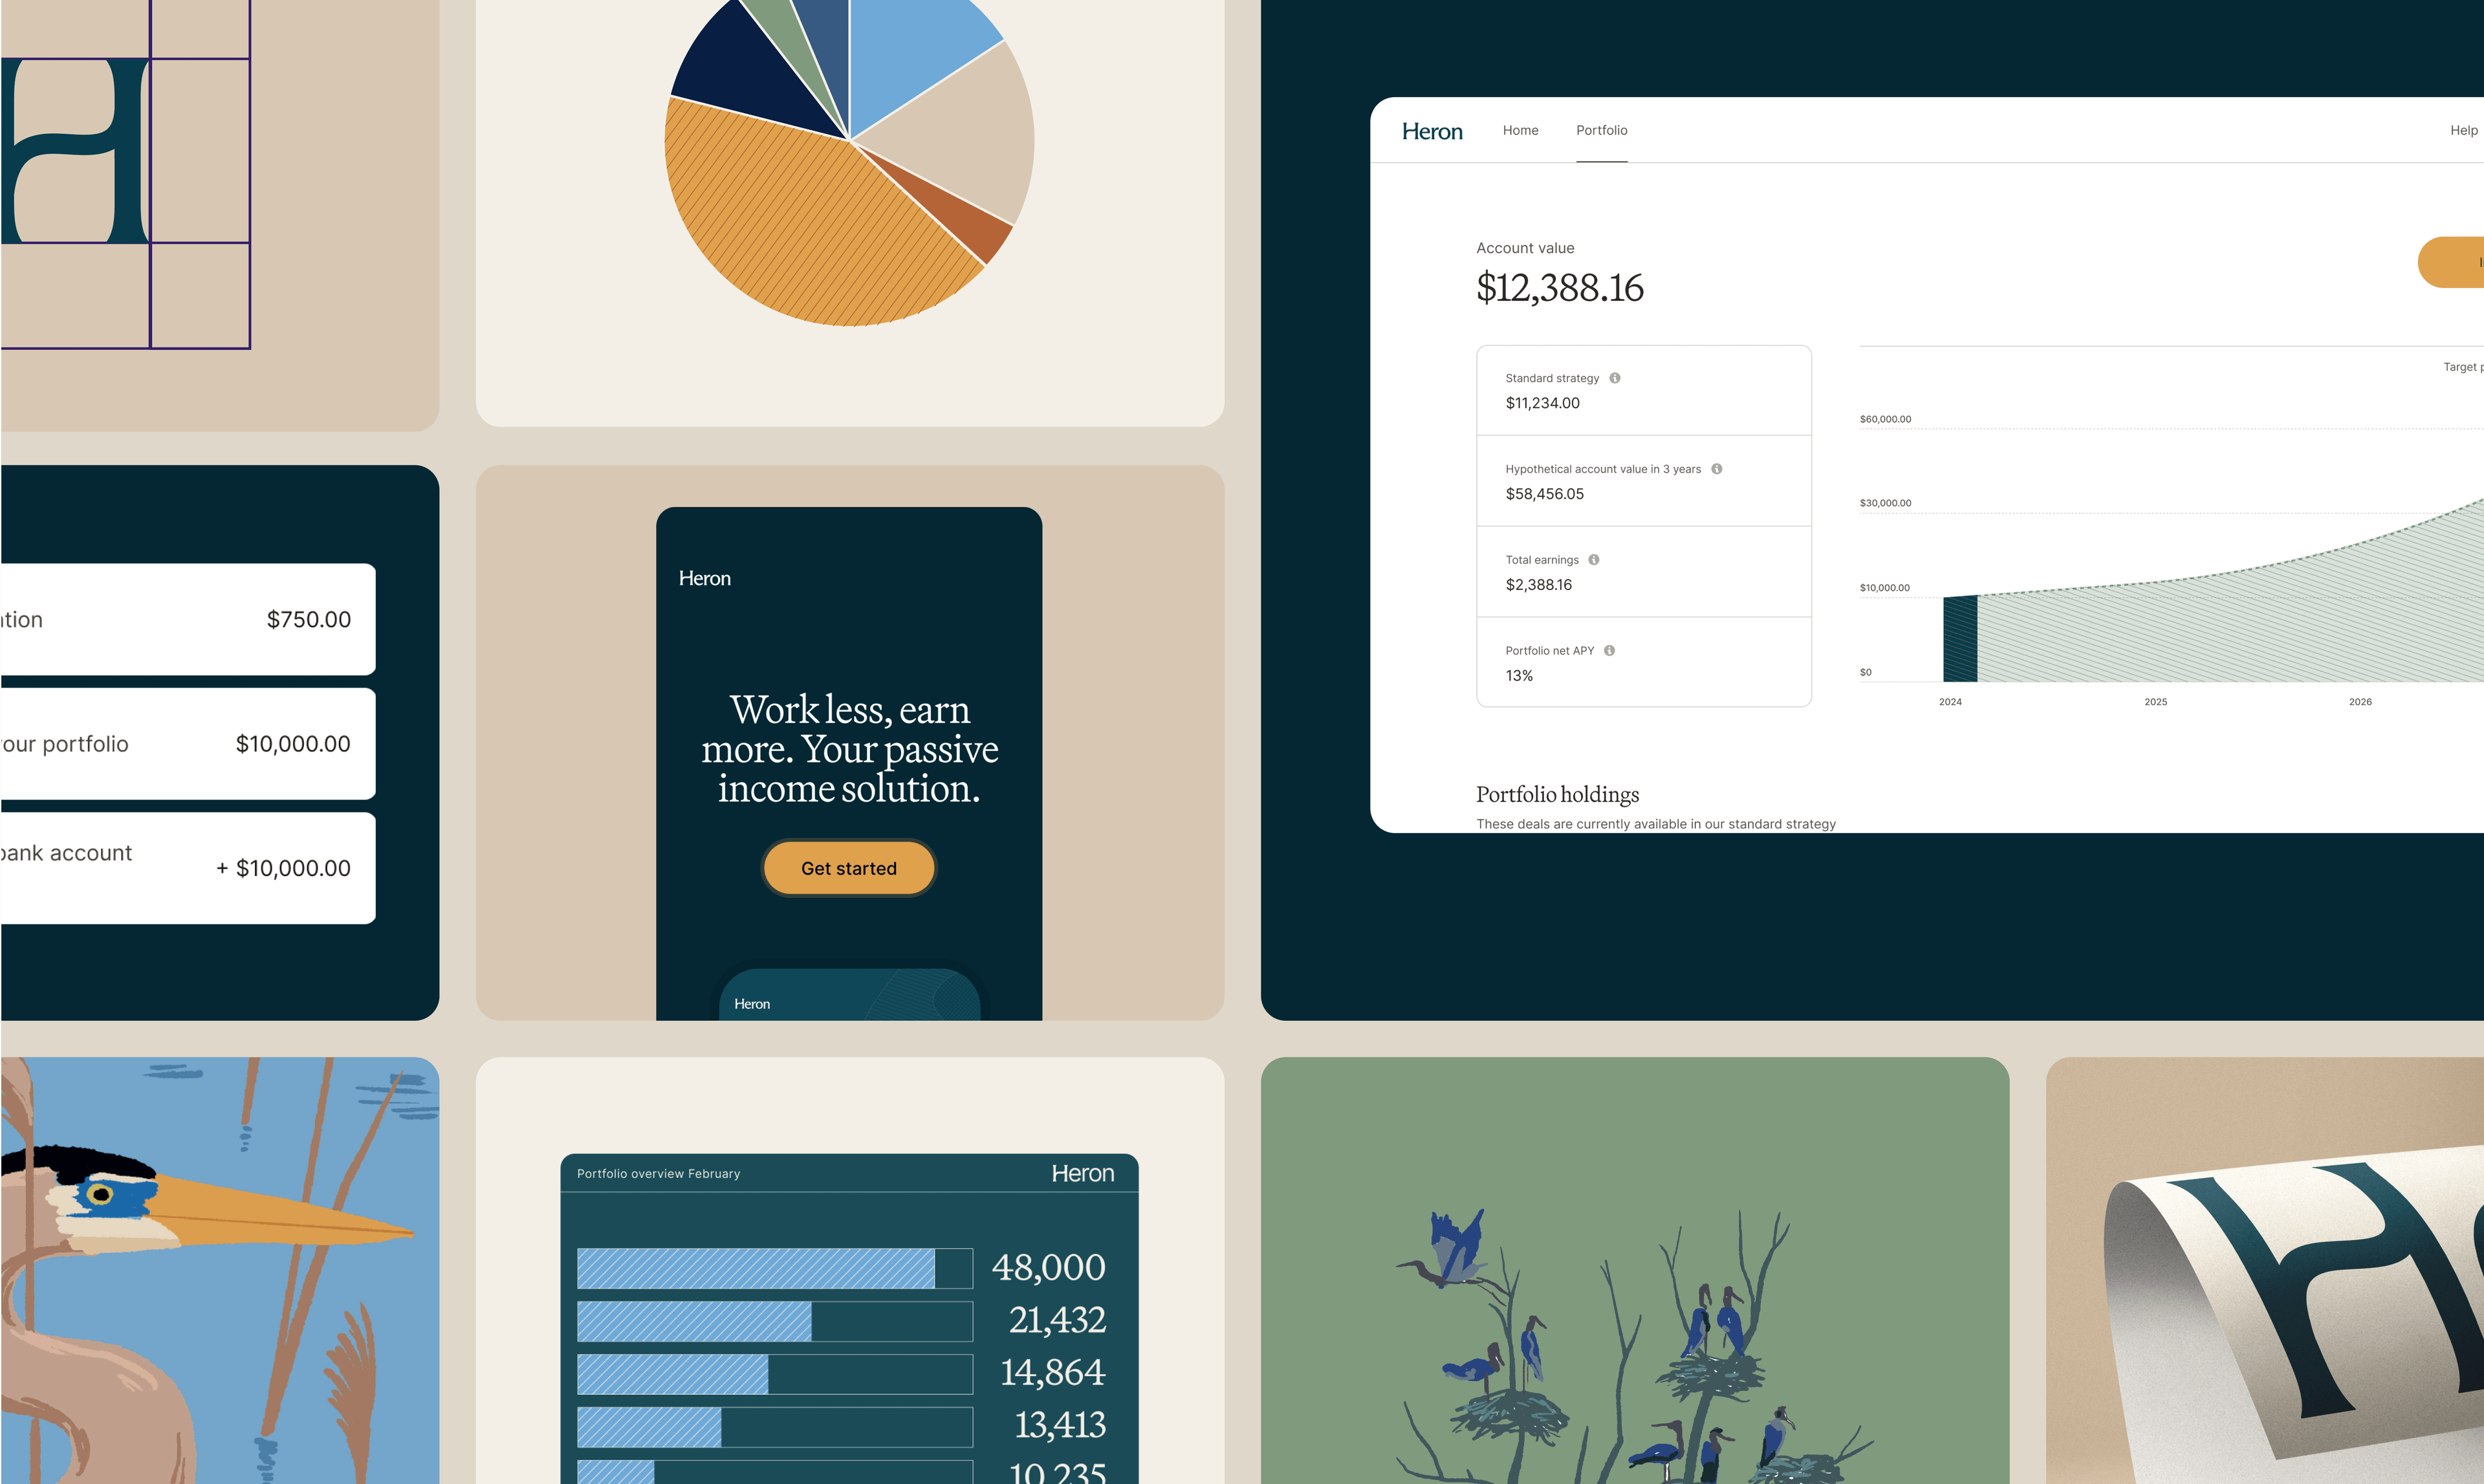 H
Heron
Home
Portfolio
Help
Account value
$12,388.16
Standard strategy
$11,234.00
Hypothetical account value in 3 years
$58,456.05
Total earnings
$2,388.16
Portfolio net APY
13%
Target
$60,000.00
$30,000.00
$10,000.00
$0
2024
2025
2026
Portfolio holdings
These deals are currently available in our standard strategy
$750.00
portfolio
$10,000.00
account
+ $10,000.00
Heron
Work less, earn
more. Your passive
income solution.
Get started
Heron
Portfolio overview February
Heron
48,000
21,432
14,864
13,413
10,235
H